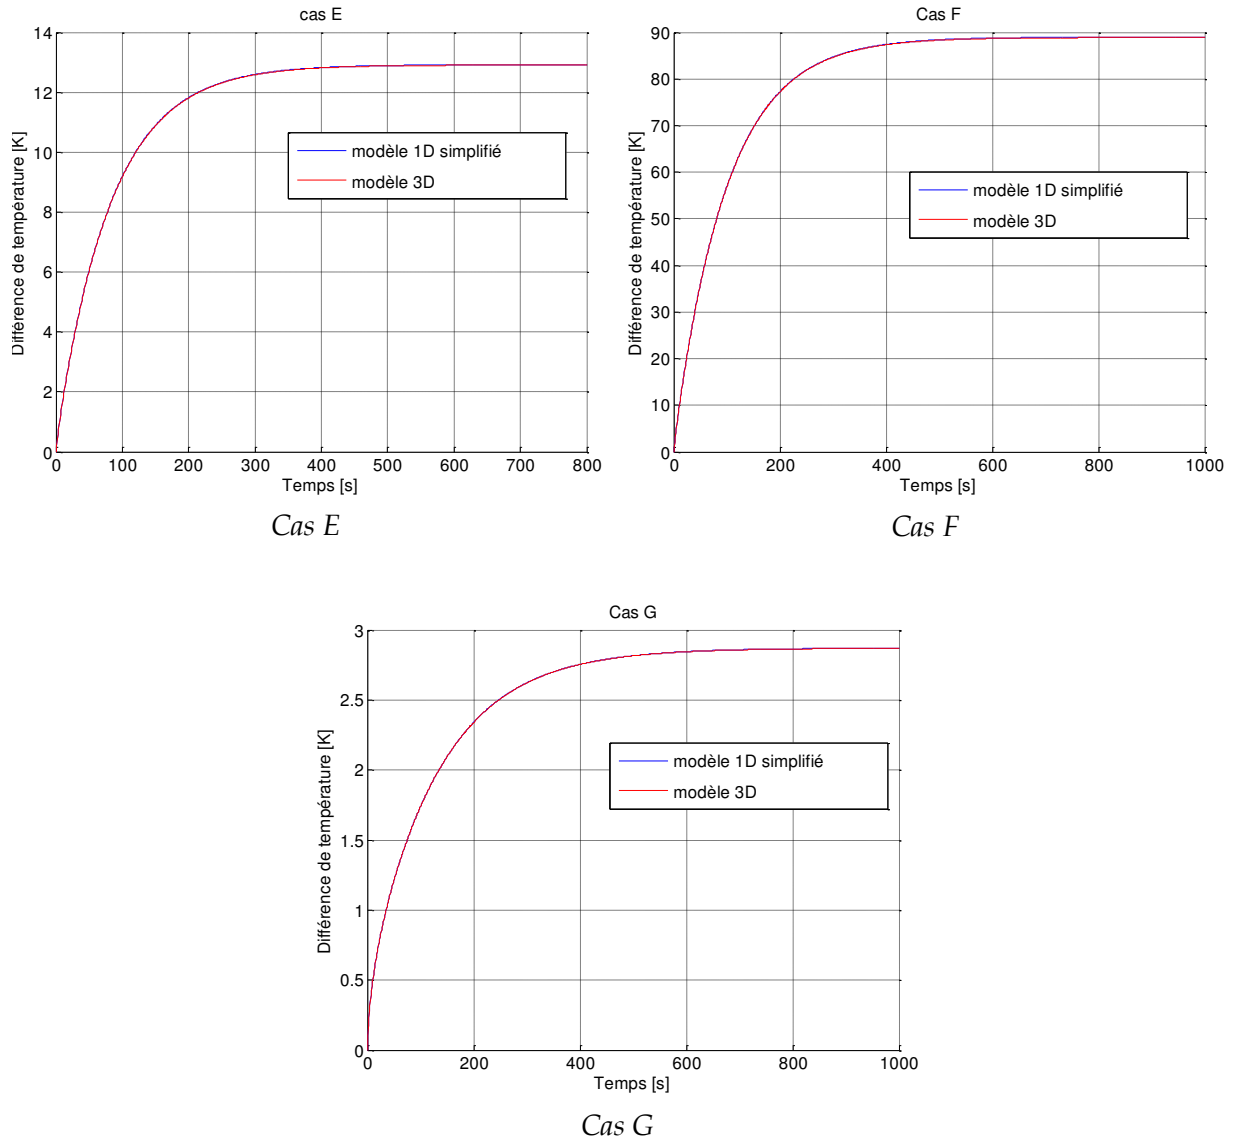 cas E
14
12
10
8
6
4
2
0
Différence de température [K]
modèle 1D simplifié
modèle 3D
0 100 200 300 400 500 600 700 800
Temps [s]
Cas E
Cas F
90
80
70
60
50
40
30
20
10
0
Différence de température [K]
modèle 1D simplifié
modèle 3D
0 200 400 600 800 1000
Temps [s]
Cas F
Cas G
3
2.5
2
1.5
1
0.5
0
Différence de température [K]
modèle 1D simplifié
modèle 3D
0 200 400 600 800 1000
Temps [s]
Cas G